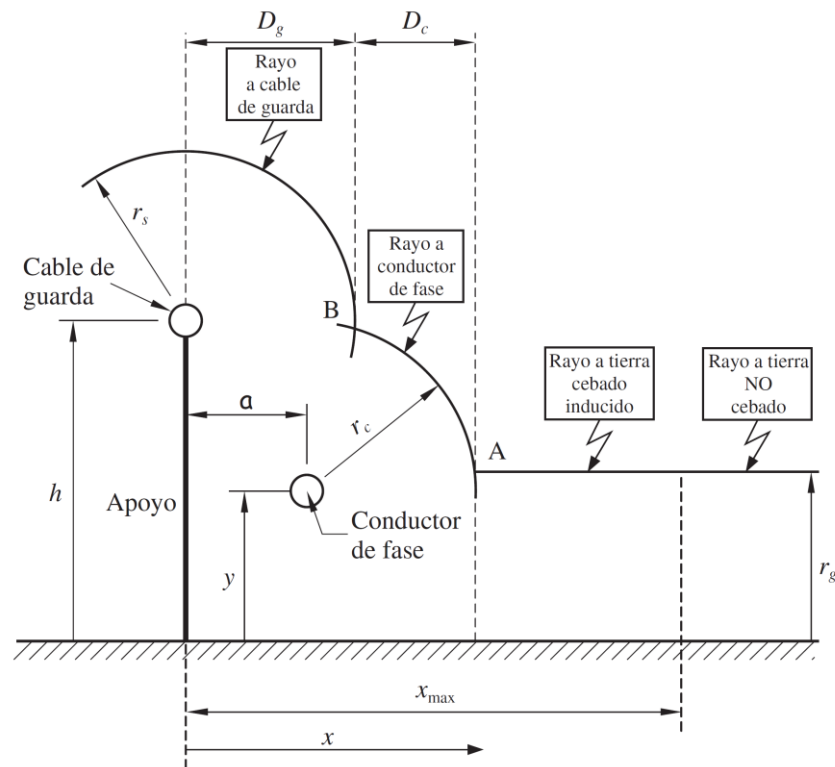 D_g
D_c
Rayo
a cable
de guarda
r_s
Rayo a
conductor
de fase
Cable de
guarda
B
Rayo a tierra
cebado
inducido
Rayo a tierra
NO
cebado
a
r_c
A
h
Apoyo
Conductor
de fase
y
r_g
x_max
x